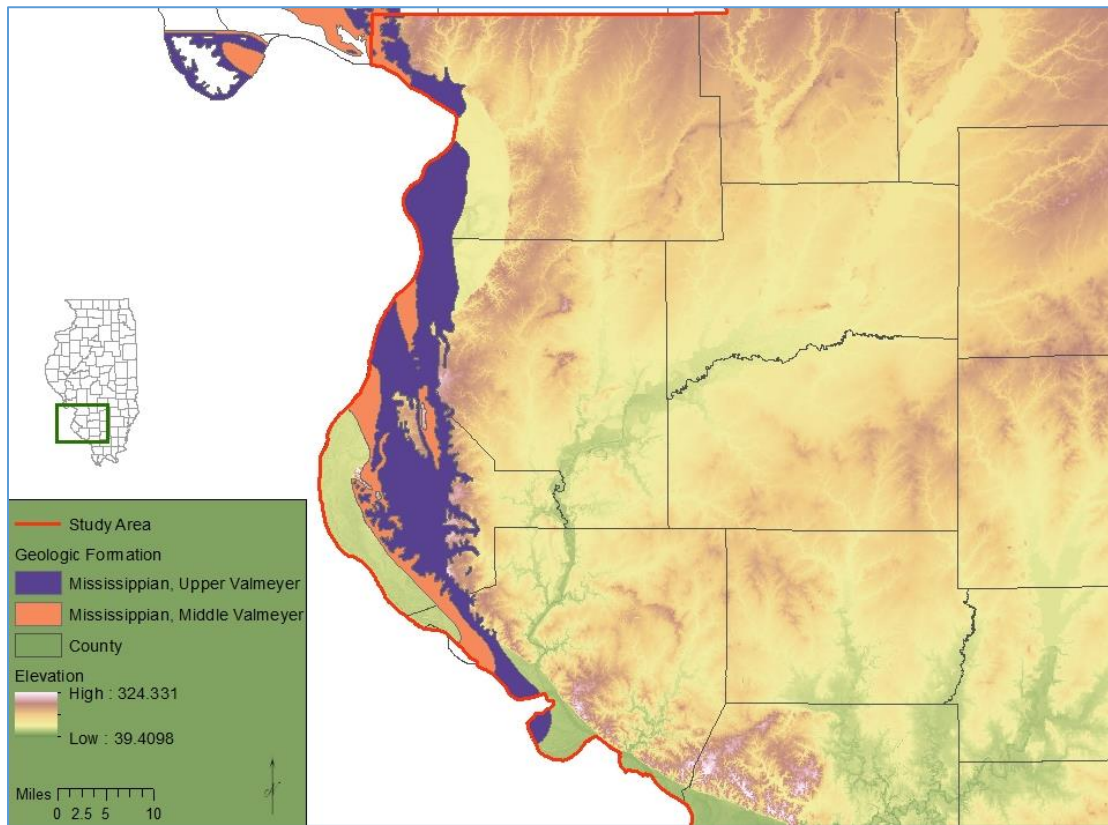 Study Area
Geologic Formation
Mississippian, Upper Valmeyer
Mississippian, Middle Valmeyer
County
Elevation
High : 324.331
Low : 39.4098
Miles
0 2.5 5 10
N